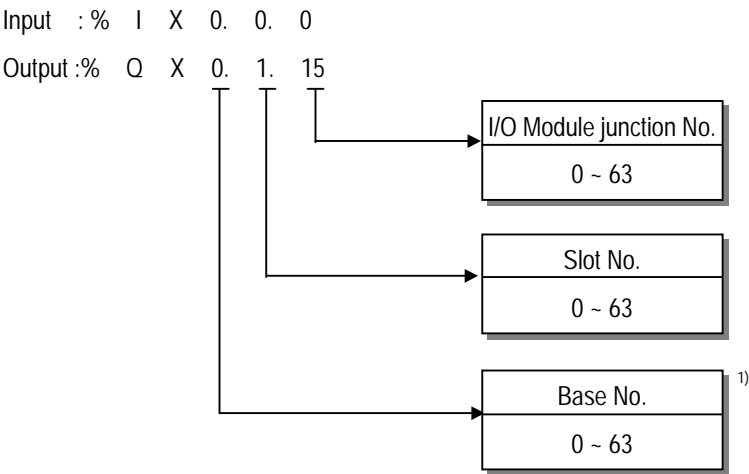 Input : % I X 0. 0. 0
Output :% Q X 0. 1. 15
I/O Module junction No.
0 ~ 63
Slot No.
0 ~ 63
1)
Base No.
0 ~ 63